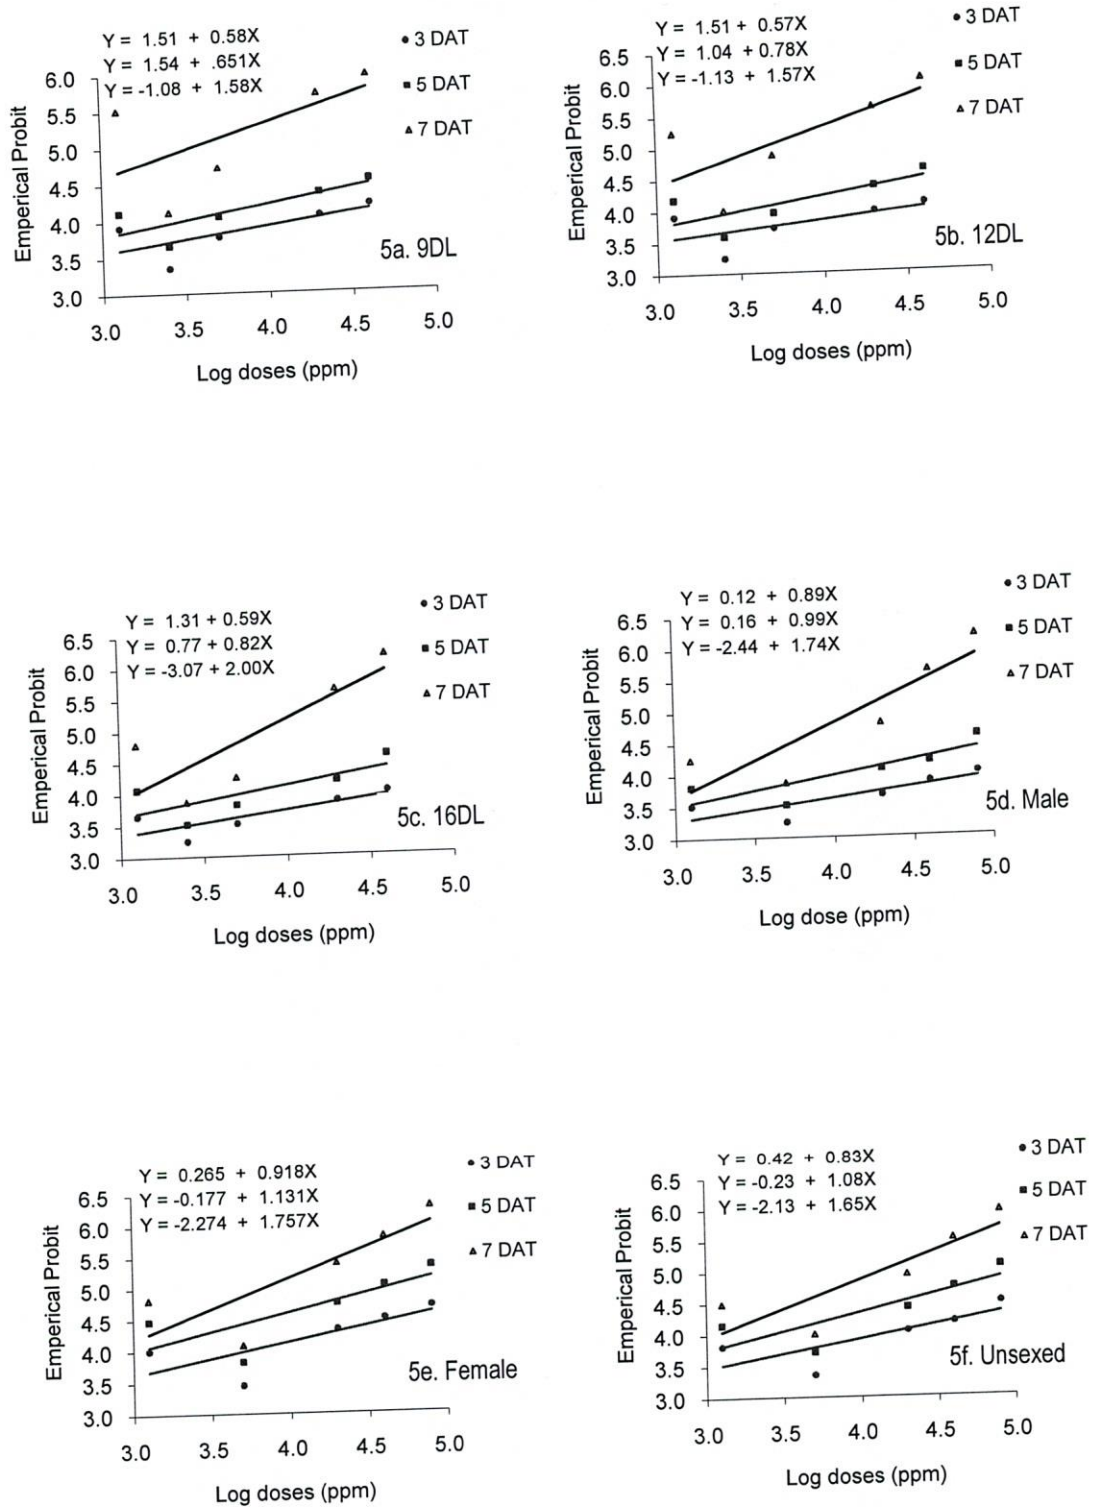 Y = 1.51 + 0.58X
Y = 1.54 + .651X
Y = -1.08 + 1.58X
3 DAT
5 DAT
7 DAT
Emperical Probit
6.0
5.5
5.0
4.5
4.0
3.5
3.0
5a. 9DL
3.0 3.5 4.0 4.5 5.0
Log doses (ppm)
Y = 1.51 + 0.57X
Y = 1.04 + 0.78X
Y = -1.13 + 1.57X
3 DAT
5 DAT
7 DAT
Emperical Probit
6.5
6.0
5.5
5.0
4.5
4.0
3.5
3.0
5b. 12DL
3.0 3.5 4.0 4.5 5.0
Log doses (ppm)
Y = 1.31 + 0.59X
Y = 0.77 + 0.82X
Y = -3.07 + 2.00X
3 DAT
5 DAT
7 DAT
Emperical Probit
6.5
6.0
5.5
5.0
4.5
4.0
3.5
3.0
5c. 16DL
3.0 3.5 4.0 4.5 5.0
Log doses (ppm)
Y = 0.12 + 0.89X
Y = 0.16 + 0.99X
Y = -2.44 + 1.74X
3 DAT
5 DAT
7 DAT
Emperical Probit
6.5
6.0
5.5
5.0
4.5
4.0
3.5
3.0
5d. Male
3.0 3.5 4.0 4.5 5.0
Log dose (ppm)
Y = 0.265 + 0.918X
Y = -0.177 + 1.131X
Y = -2.274 + 1.757X
3 DAT
5 DAT
7 DAT
Emperical Probit
6.5
6.0
5.5
5.0
4.5
4.0
3.5
3.0
5e. Female
3.0 3.5 4.0 4.5 5.0
Log doses (ppm)
Y = 0.42 + 0.83X
Y = -0.23 + 1.08X
Y = -2.13 + 1.65X
3 DAT
5 DAT
7 DAT
Emperical Probit
6.5
6.0
5.5
5.0
4.5
4.0
3.5
3.0
5f. Unsexed
3.0 3.5 4.0 4.5 5.0
Log doses (ppm)